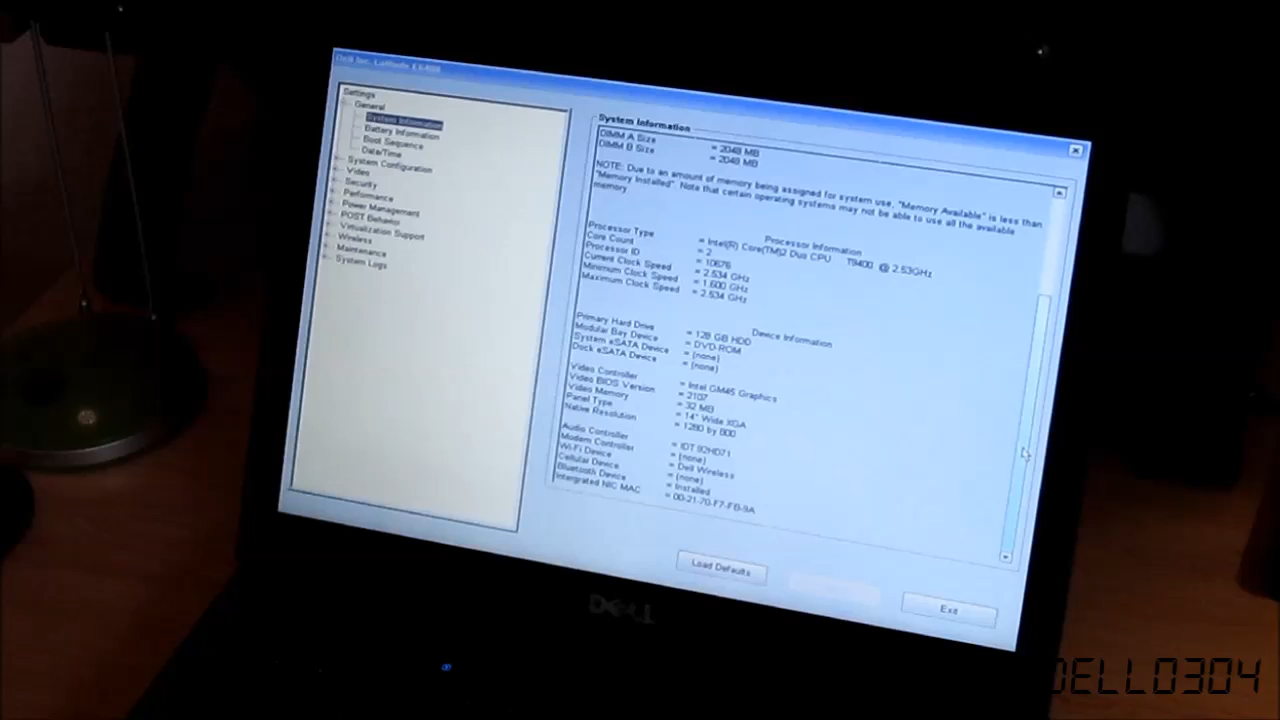 Dell Inc. Latitude E6400
Settings
General
System Information
Battery Information
Boot Sequence
Date/Time
System Configuration
Video
Security
Performance
Power Management
POST Behavior
Virtualization Support
Wireless
Maintenance
System Logs
System Information
DIMM A Size = 2048 MB
DIMM B Size = 2048 MB
NOTE: Due to an amount of memory being assigned for system use, "Memory Available" is less than
"Memory Installed". Note that certain operating systems may not be able to use all the available
memory
Processor Information
Processor Type = Intel(R) Core(TM)2 Duo CPU T9400 @ 2.53GHz
Core Count = 2
Processor ID = 10676
Current Clock Speed = 2.534 GHz
Minimum Clock Speed = 1.600 GHz
Maximum Clock Speed = 2.534 GHz
Device Information
Primary Hard Drive = 128 GB HDD
Modular Bay Device = DVD-ROM
System eSATA Device = (none)
Dock eSATA Device = (none)
Video Controller = Intel GM45 Graphics
Video BIOS Version = 2107
Video Memory = 32 MB
Panel Type = 14" Wide XGA
Native Resolution = 1280 by 800
Audio Controller = IDT 92HD71
Modem Controller = (none)
Wi-Fi Device = Dell Wireless
Cellular Device = (none)
Bluetooth Device = Installed
Intergrated NIC MAC = 00-21-70-F7-FB-9A
Load Defaults
Exit
DELL
DELL0304